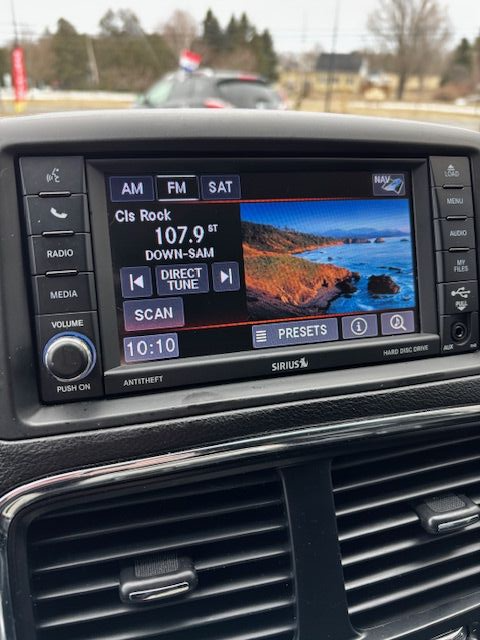 AM FM SAT
NAV
Cls Rock
107.9 ST
DOWN-SAM
DIRECT
TUNE
SCAN
10:10
PRESETS
RADIO
MEDIA
VOLUME
PUSH ON
ANTITHEFT
SIRIUS
HARD DISC DRIVE
LOAD
MENU
AUDIO
MY
FILES
PULL
AUX